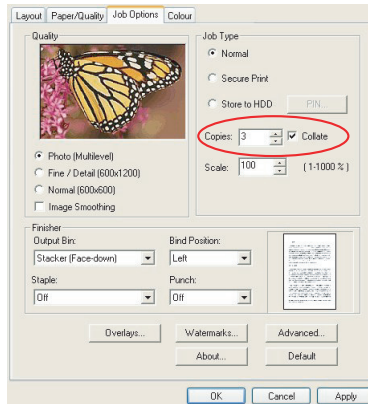 Layout Paper/Quality Job Options Colour
Quality
Photo (Multilevel)
Fine / Detail (600x1200)
Normal (600x600)
Image Smoothing
Job Type
Normal
Secure Print
Store to HDD PIN...
Copies: 3 Collate
Scale: 100 (1-1000 %)
Finisher
Output Bin: Bind Position:
Stacker (Face-down) Left
Staple: Punch:
Off Off
Overlays... Watermarks... Advanced...
About... Default
OK Cancel Apply